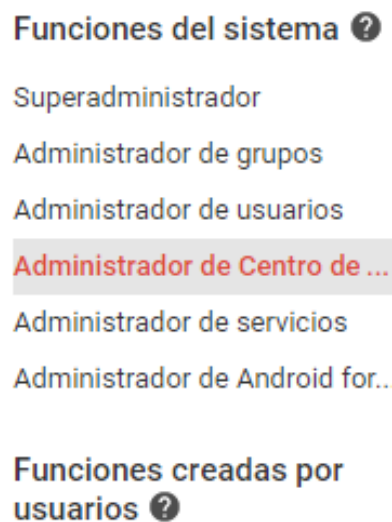 Funciones del sistema ?
Superadministrador
Administrador de grupos
Administrador de usuarios
Administrador de Centro de ...
Administrador de servicios
Administrador de Android for...
Funciones creadas por
usuarios ?